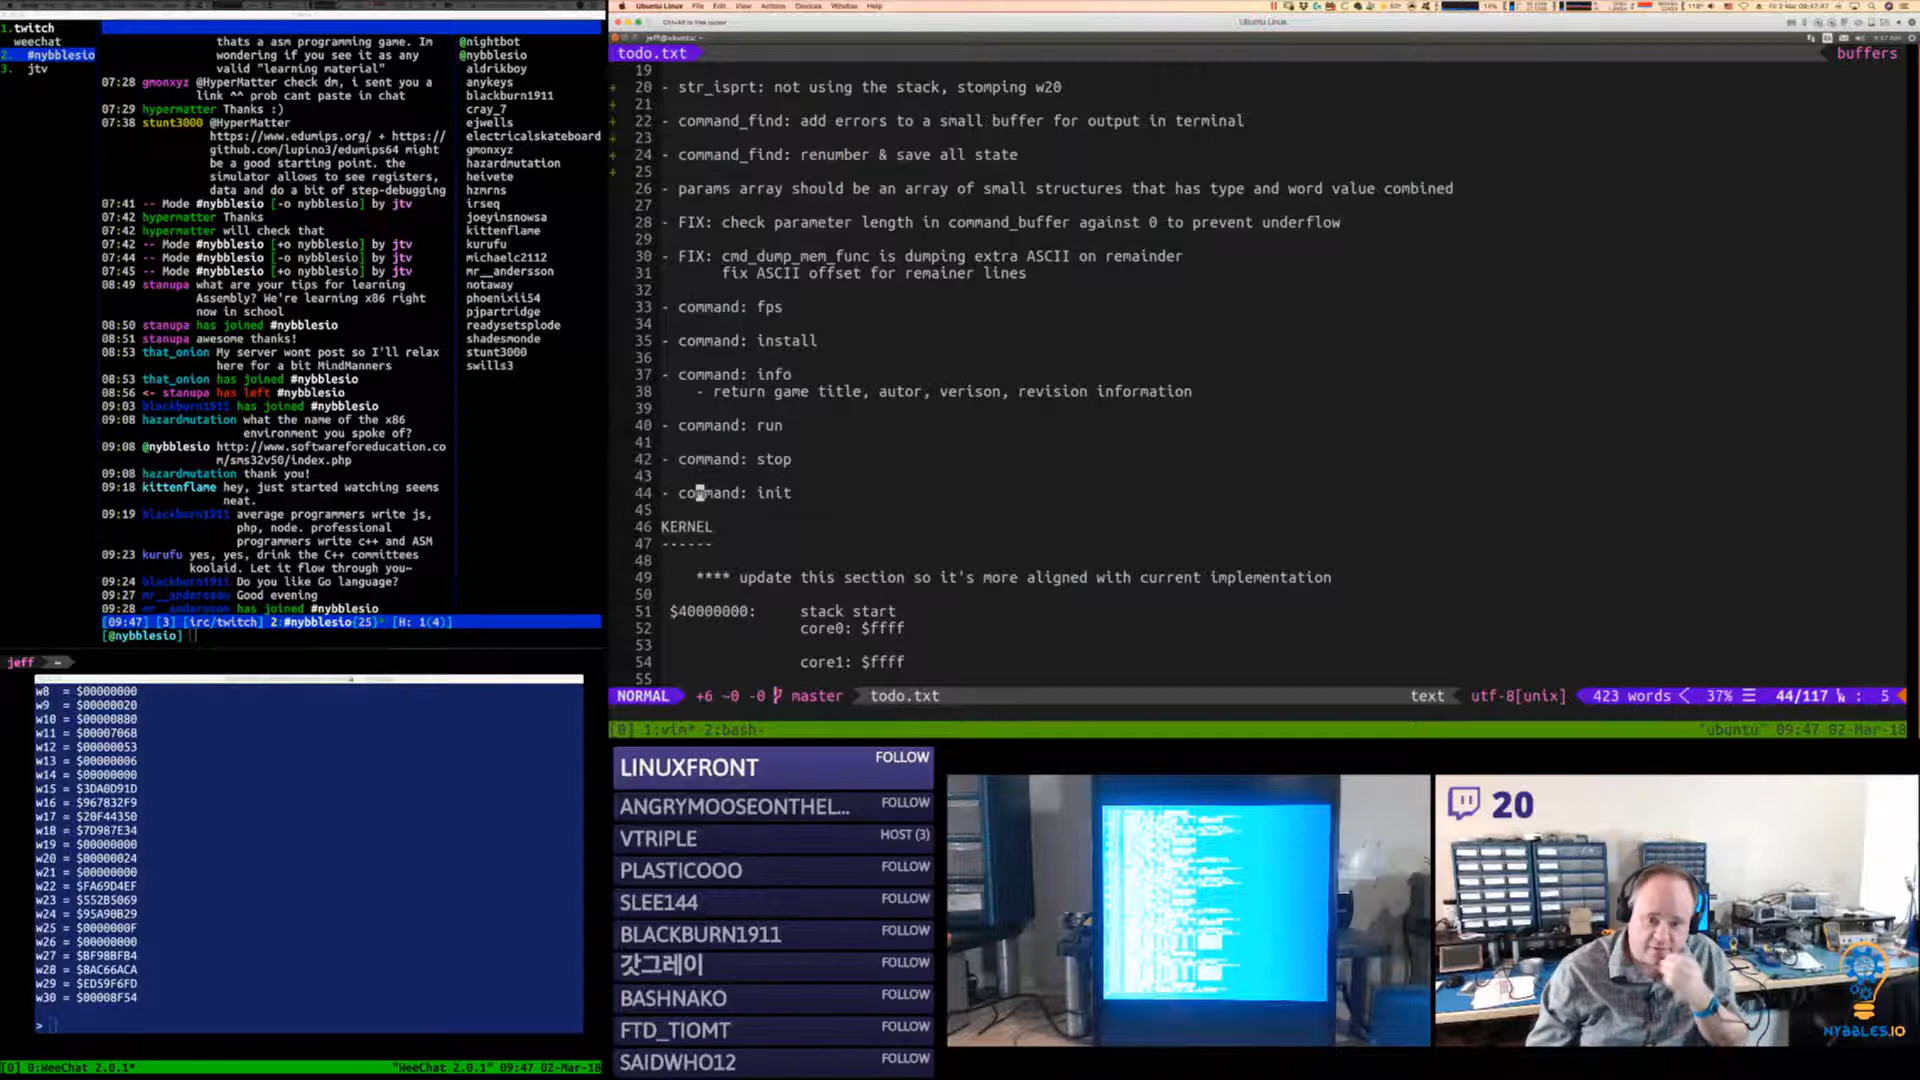 Ubuntu Linux File Edit View Actions Devices Window Help
Fri 2 Mar 09:47:47
Ubuntu Linux
1.twitch
weechat
2. #nybblesio
3. jtv
thats a asm programming game. Im
wondering if you see it as any
valid "learning material"
07:28 gmonxyz @HyperMatter check dm, i sent you a
link ^^ prob cant paste in chat
07:29 hypermatter Thanks :)
07:38 stunt3000 @HyperMatter
https://www.edumips.org/ + https://
github.com/lupino3/edumips64 might
be a good starting point. the
simulator allows to see registers,
data and do a bit of step-debugging
07:41 -- Mode #nybblesio [-o nybblesio] by jtv
07:42 hypermatter Thanks
07:42 hypermatter will check that
07:42 -- Mode #nybblesio [+o nybblesio] by jtv
07:44 -- Mode #nybblesio [-o nybblesio] by jtv
07:45 -- Mode #nybblesio [+o nybblesio] by jtv
08:49 stanupa what are your tips for learning
Assembly? We're learning x86 right
now in school
08:50 stanupa has joined #nybblesio
08:51 stanupa awesome thanks!
08:53 that_onion My server wont post so I'll relax
here for a bit MindManners
08:53 that_onion has joined #nybblesio
08:56 <- stanupa has left #nybblesio
09:03 blackburn1911 has joined #nybblesio
09:08 hazardmutation what the name of the x86
environment you spoke of?
09:08 @nybblesio http://www.softwareforeducation.co
m/sms32v50/index.php
09:08 hazardmutation thank you!
09:18 kittenflame hey, just started watching seems
neat.
09:19 blackburn1911 average programmers write js,
php, node. professional
programmers write c++ and ASM
09:23 kurufu yes, yes, drink the C++ committees
koolaid. Let it flow through you~
09:24 blackburn1911 Do you like Go language?
09:27 mr__andersson Good evening
09:28 mr__andersson has joined #nybblesio
[09:47] [3] [irc/twitch] 2:#nybblesio{25}* [H: 1(4)]
[@nybblesio]
@nightbot
@nybblesio
aldrikboy
anykeys
blackburn1911
cray_7
ejwells
electricalskateboard
gmonxyz
hazardmutation
heivete
hzmrns
irseq
joeyinsnowsa
kittenflame
kurufu
michaelc2112
mr__andersson
notaway
phoenixii54
pjpartridge
readysetsplode
shadesmonde
stunt3000
swills3
todo.txt
buffers
19
20 - str_isprt: not using the stack, stomping w20
21
22 - command_find: add errors to a small buffer for output in terminal
23
24 - command_find: renumber & save all state
25
26 - params array should be an array of small structures that has type and word value combined
27
28 - FIX: check parameter length in command_buffer against 0 to prevent underflow
29
30 - FIX: cmd_dump_mem_func is dumping extra ASCII on remainder
31 fix ASCII offset for remainer lines
32
33 - command: fps
34
35 - command: install
36
37 - command: info
38 - return game title, autor, verison, revision information
39
40 - command: run
41
42 - command: stop
43
44 - command: init
45
46 KERNEL
47 ------
48
49 **** update this section so it's more aligned with current implementation
50
51 $40000000: stack start
52 core0: $ffff
53
54 core1: $ffff
55
NORMAL +6 ~0 -0 master todo.txt text utf-8[unix] 423 words 37% 44/117 : 5
[0] 1:vim* 2:bash- "ubuntu" 09:47 02-Mar-18
jeff ~
w8 = $00000000
w9 = $00000020
w10 = $00000880
w11 = $00007068
w12 = $00000053
w13 = $00000006
w14 = $00000000
w15 = $3DA0D91D
w16 = $967832F9
w17 = $20F44350
w18 = $7D987E34
w19 = $00000000
w20 = $00000024
w21 = $00000000
w22 = $FA69D4EF
w23 = $552B5069
w24 = $95A90B29
w25 = $0000000F
w26 = $00000000
w27 = $BF98BFB4
w28 = $8AC66ACA
w29 = $ED59F6FD
w30 = $00008F54
>
[0] 0:WeeChat 2.0.1* "WeeChat 2.0.1" 09:47 02-Mar-18
LINUXFRONT FOLLOW
ANGRYMOOSEONTHEL... FOLLOW
VTRIPLE HOST (3)
PLASTICOOO FOLLOW
SLEE144 FOLLOW
BLACKBURN1911 FOLLOW
갓그레이 FOLLOW
BASHNAKO FOLLOW
FTD_TIOMT FOLLOW
SAIDWHO12 FOLLOW
20
NYBBLES.IO